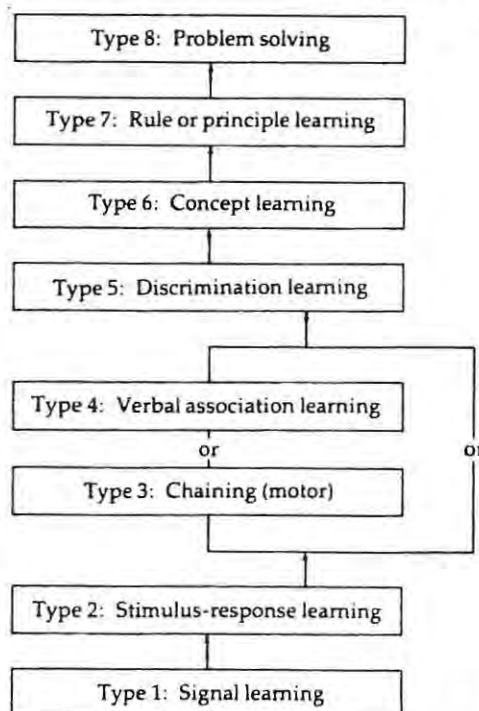 Type 8: Problem solving
Type 7: Rule or principle learning
Type 6: Concept learning
Type 5: Discrimination learning
Type 4: Verbal association learning
or
or
Type 3: Chaining (motor)
Type 2: Stimulus-response learning
Type 1: Signal learning